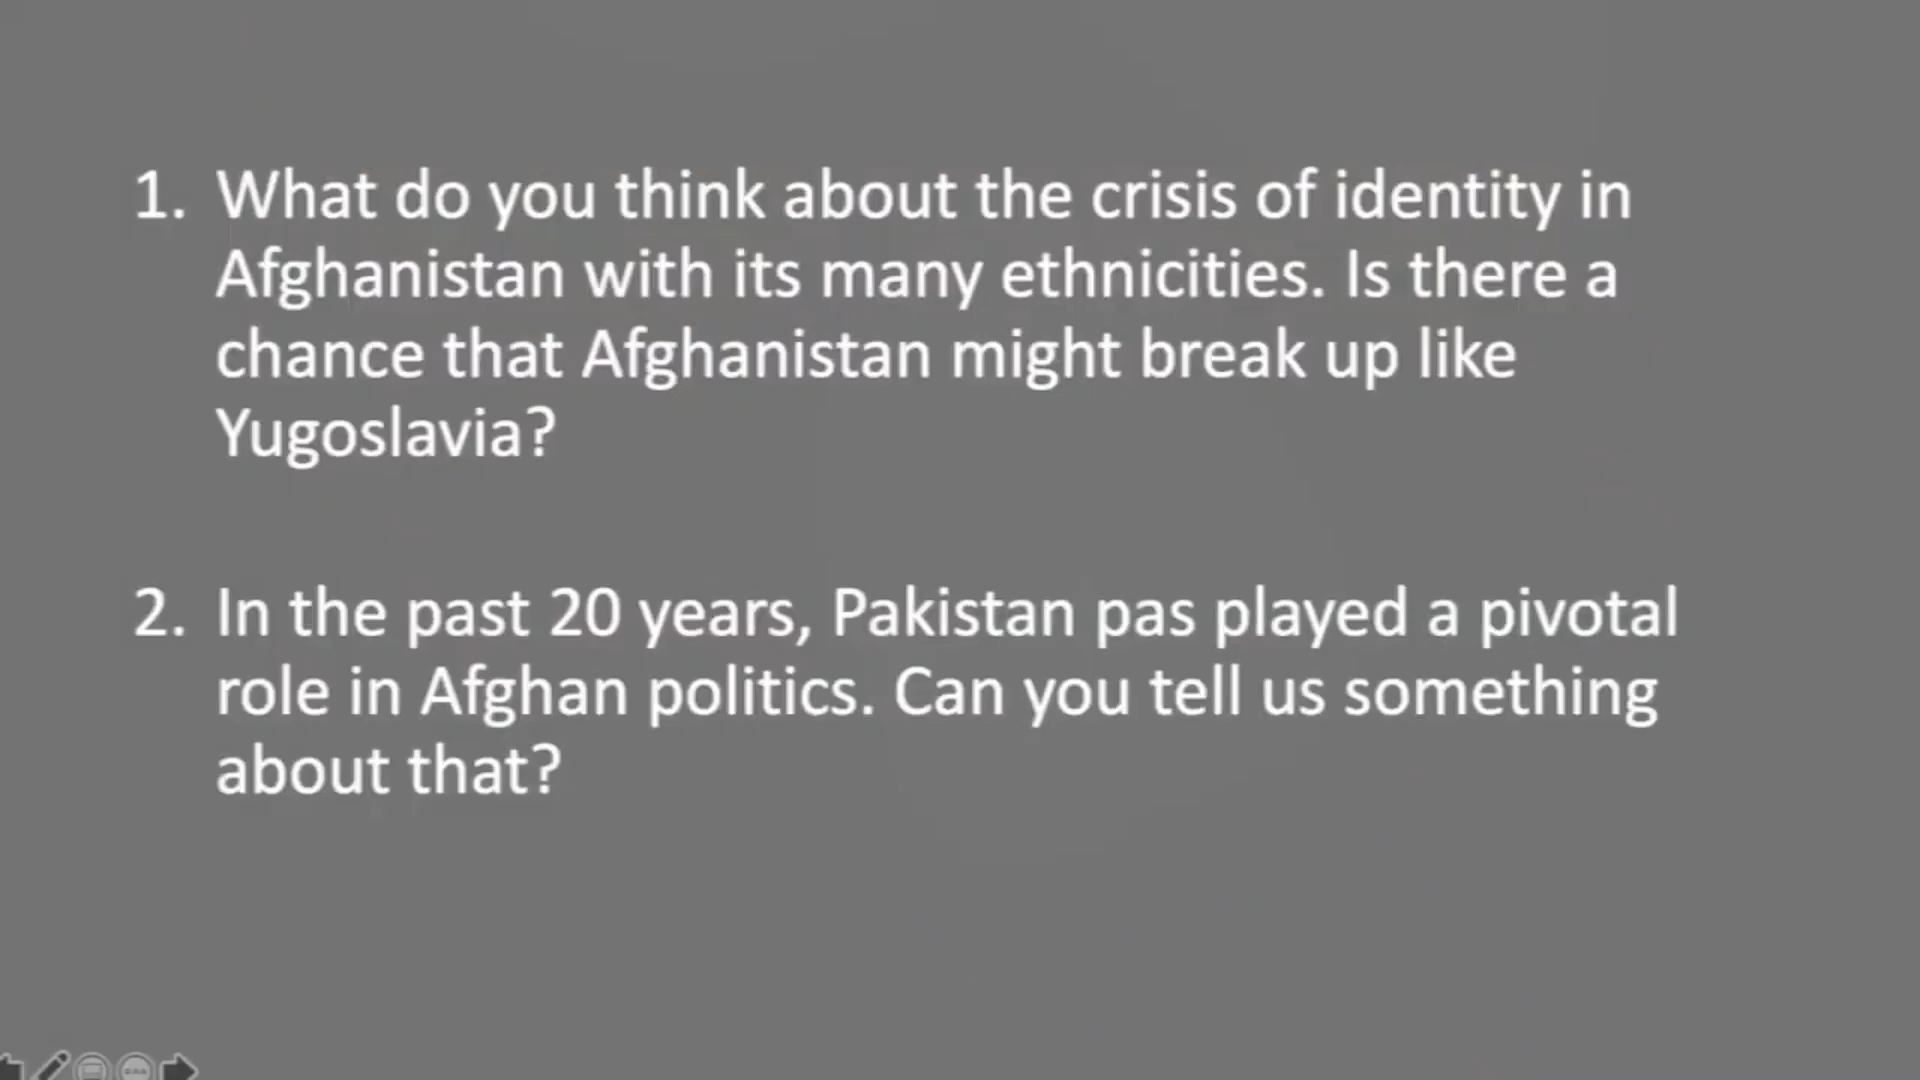 1. What do you think about the crisis of identity in
Afghanistan with its many ethnicities. Is there a
chance that Afghanistan might break up like
Yugoslavia?
2. In the past 20 years, Pakistan pas played a pivotal
role in Afghan politics. Can you tell us something
about that?